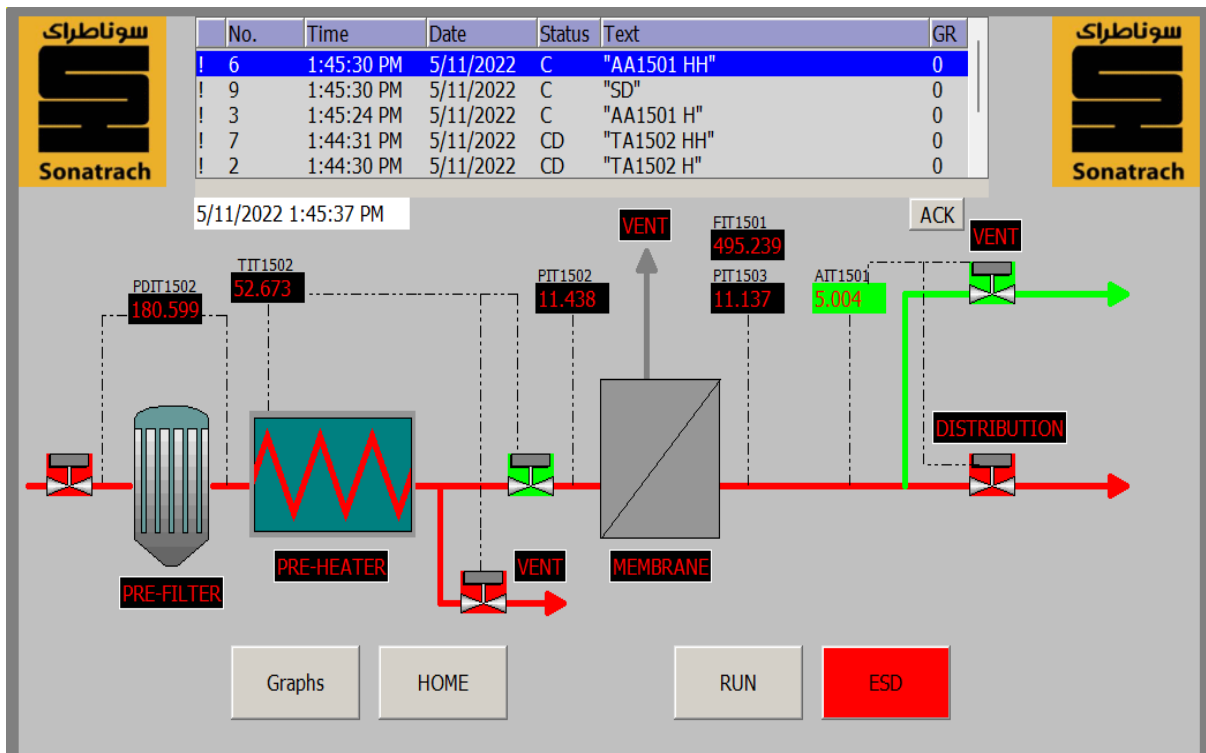 سوناطراك
Sonatrach
No. Time Date Status Text GR
! 6 1:45:30 PM 5/11/2022 C "AA1501 HH" 0
! 9 1:45:30 PM 5/11/2022 C "SD" 0
! 3 1:45:24 PM 5/11/2022 C "AA1501 H" 0
! 7 1:44:31 PM 5/11/2022 CD "TA1502 HH" 0
! 2 1:44:30 PM 5/11/2022 CD "TA1502 H" 0
سوناطراك
Sonatrach
5/11/2022 1:45:37 PM
ACK
VENT
FIT1501
495.239
VENT
PDIT1502
180.599
TIT1502
52.673
PIT1502
11.438
PIT1503
11.137
AIT1501
5.004
DISTRIBUTION
PRE-FILTER
PRE-HEATER
VENT
MEMBRANE
Graphs
HOME
RUN
ESD